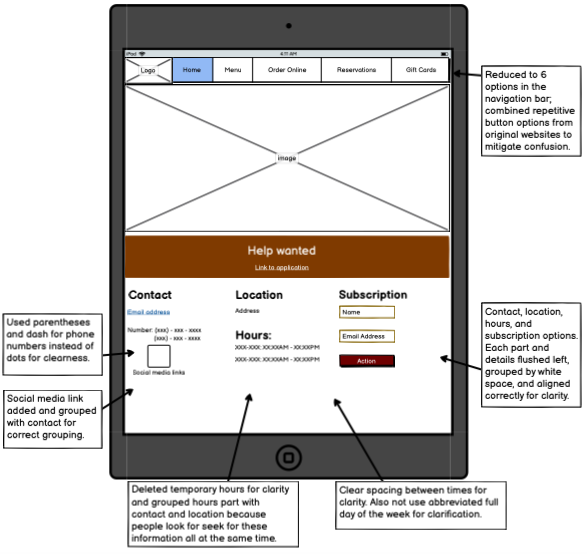 iPod
4:11 AM
Logo
Home
Menu
Order Online
Reservations
Gift Cards
Reduced to 6
options in the
navigation bar;
combined repetitive
button options from
original websites to
mitigate confusion.
image
Help wanted
Link to application
Contact
Email address
Number: (xxx) - xxx - xxxx
(xxx) - xxx - xxxx
Social media links
Location
Address
Hours:
XXX-XXX: XX:XXAM - XX:XXPM
XXX-XXX: XX:XXAM - XX:XXPM
Subscription
Name
Email Address
Action
Used parentheses
and dash for phone
numbers instead of
dots for clearness.
Social media link
added and grouped
with contact for
correct grouping.
Contact, location,
hours, and
subscription options.
Each part and
details flushed left,
grouped by white
space, and aligned
correctly for clarity.
Deleted temporary hours for clarity
and grouped hours part with
contact and location because
people look for seek for these
information all at the same time.
Clear spacing between times for
clarity. Also not use abbreviated full
day of the week for clarification.